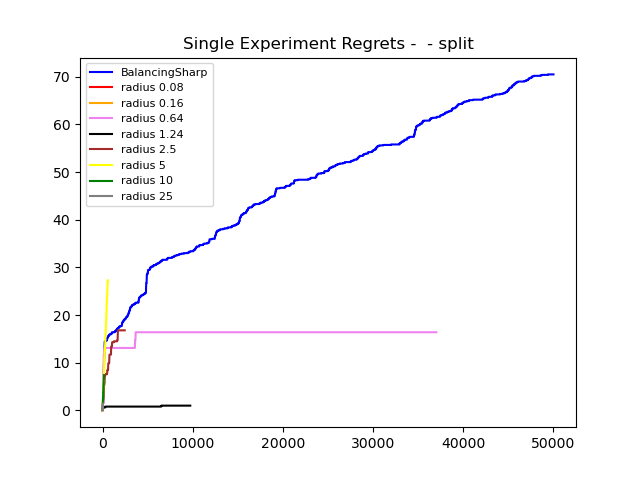 Single Experiment Regrets -  - split
BalancingSharp
radius 0.08
radius 0.16
radius 0.64
radius 1.24
radius 2.5
radius 5
radius 10
radius 25
70
60
50
40
30
20
10
0
0 10000 20000 30000 40000 50000